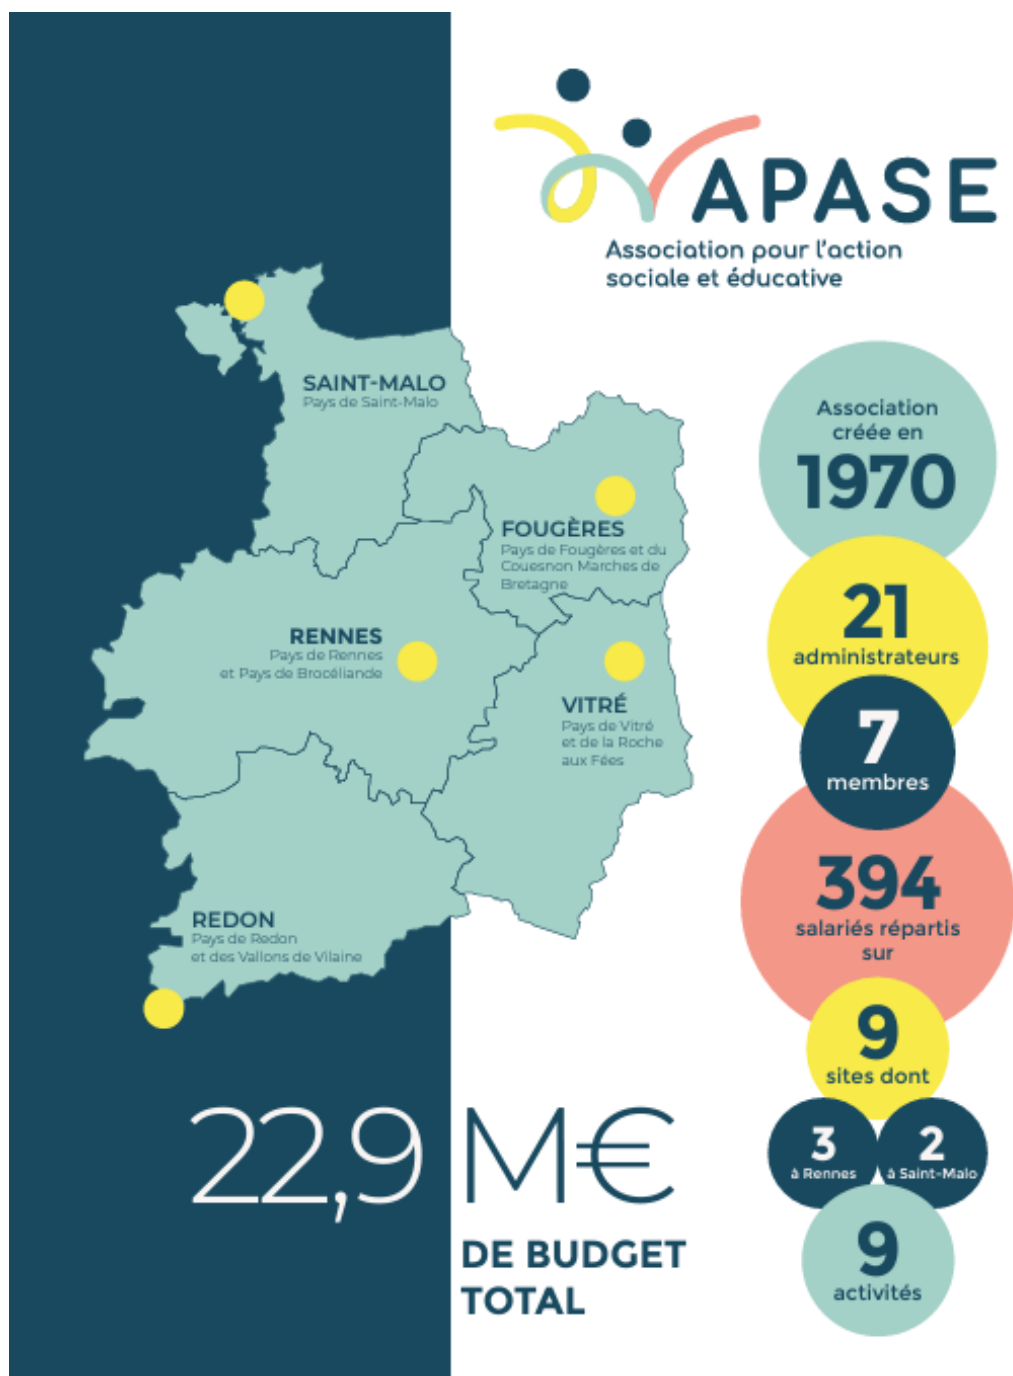 APASE
Association pour l'action
sociale et éducative
SAINT-MALO
Pays de Saint-Malo
FOUGÈRES
Pays de Fougères et du
Couesnon Marches de
Bretagne
RENNES
Pays de Rennes
et Pays de Brocéliande
VITRÉ
Pays de Vitré
et de la Roche
aux Fées
REDON
Pays de Redon
et des Vallons de Vilaine
22,9 M€
DE BUDGET
TOTAL
Association
créée en
1970
21
administrateurs
7
membres
394
salariés répartis
sur
9
sites dont
3
à Rennes
2
à Saint-Malo
9
activités